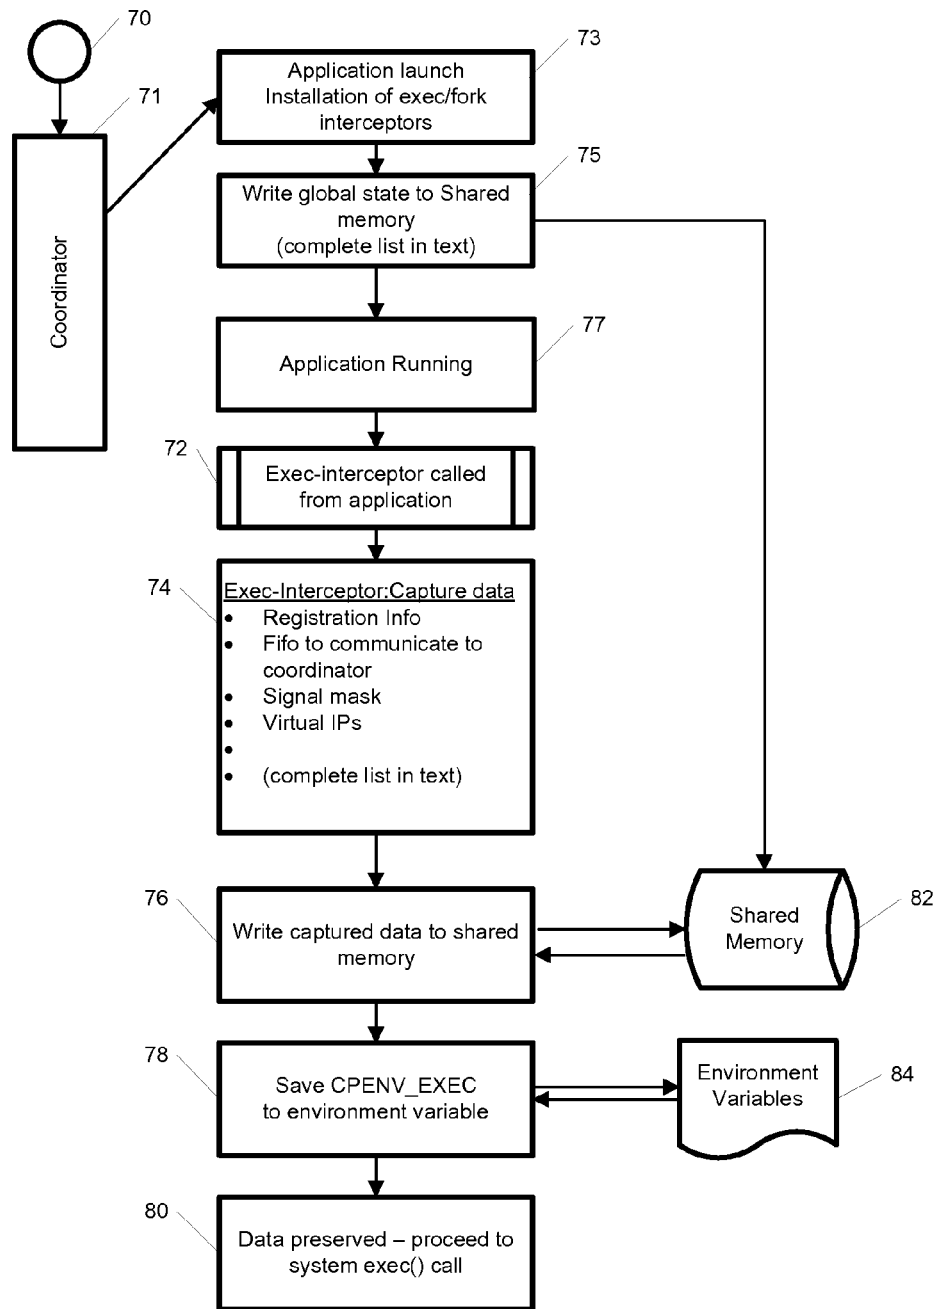 70
71
Coordinator
73
Application launch
Installation of exec/fork
interceptors
75
Write global state to Shared
memory
(complete list in text)
77
Application Running
72
Exec-interceptor called
from application
74
Exec-Interceptor:Capture data
• Registration Info
• Fifo to communicate to
coordinator
• Signal mask
• Virtual IPs
•
• (complete list in text)
76
Write captured data to shared
memory
Shared
Memory
82
78
Save CPENV_EXEC
to environment variable
Environment
Variables
84
80
Data preserved – proceed to
system exec() call